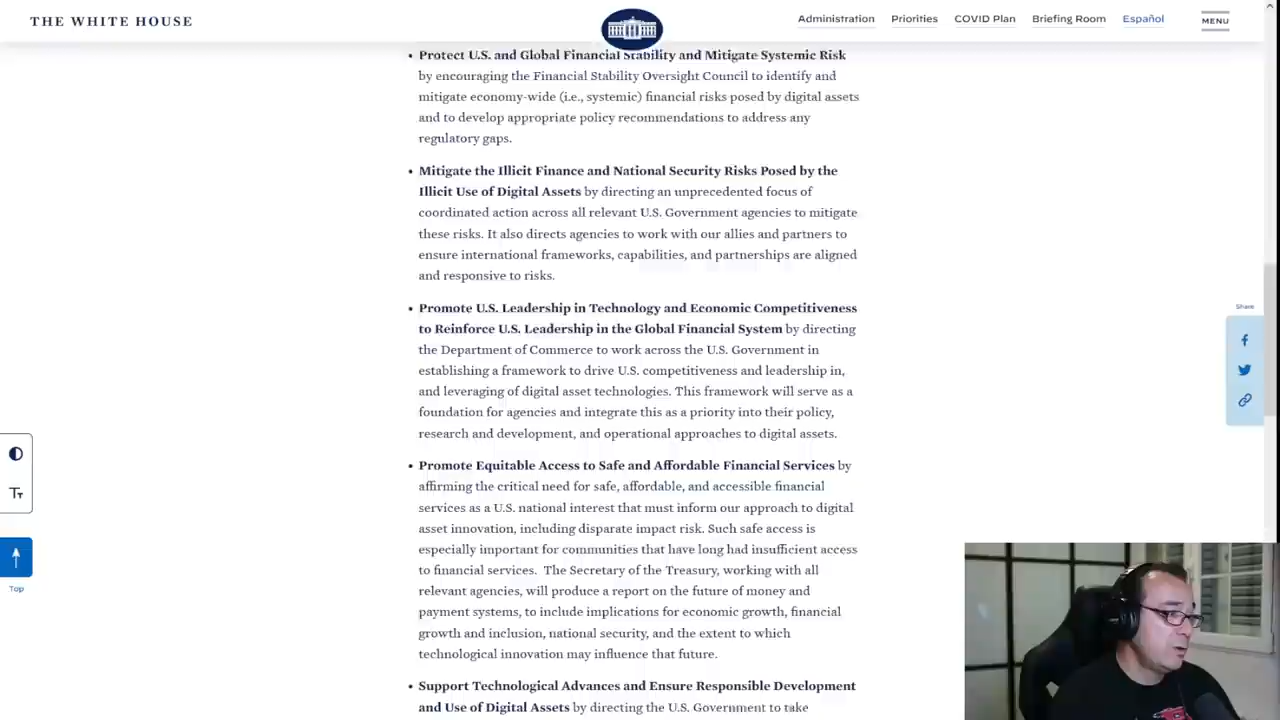 THE WHITE HOUSE
Administration
Priorities
COVID Plan
Briefing Room
Español
MENU
• Protect U.S. and Global Financial Stability and Mitigate Systemic Risk
by encouraging the Financial Stability Oversight Council to identify and
mitigate economy-wide (i.e., systemic) financial risks posed by digital assets
and to develop appropriate policy recommendations to address any
regulatory gaps.
• Mitigate the Illicit Finance and National Security Risks Posed by the
Illicit Use of Digital Assets by directing an unprecedented focus of
coordinated action across all relevant U.S. Government agencies to mitigate
these risks. It also directs agencies to work with our allies and partners to
ensure international frameworks, capabilities, and partnerships are aligned
and responsive to risks.
• Promote U.S. Leadership in Technology and Economic Competitiveness
to Reinforce U.S. Leadership in the Global Financial System by directing
the Department of Commerce to work across the U.S. Government in
establishing a framework to drive U.S. competitiveness and leadership in,
and leveraging of digital asset technologies. This framework will serve as a
foundation for agencies and integrate this as a priority into their policy,
research and development, and operational approaches to digital assets.
• Promote Equitable Access to Safe and Affordable Financial Services by
affirming the critical need for safe, affordable, and accessible financial
services as a U.S. national interest that must inform our approach to digital
asset innovation, including disparate impact risk. Such safe access is
especially important for communities that have long had insufficient access
to financial services.  The Secretary of the Treasury, working with all
relevant agencies, will produce a report on the future of money and
payment systems, to include implications for economic growth, financial
growth and inclusion, national security, and the extent to which
technological innovation may influence that future.
• Support Technological Advances and Ensure Responsible Development
and Use of Digital Assets by directing the U.S. Government to take
Share
Tт
Top